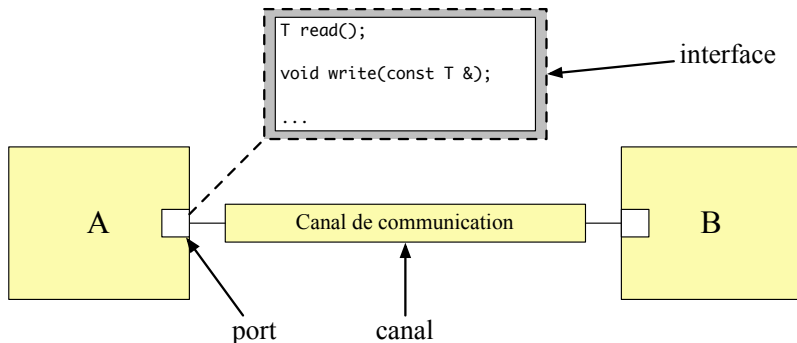 T read();
void write(const T &);
...
interface
A
Canal de communication
B
port
canal